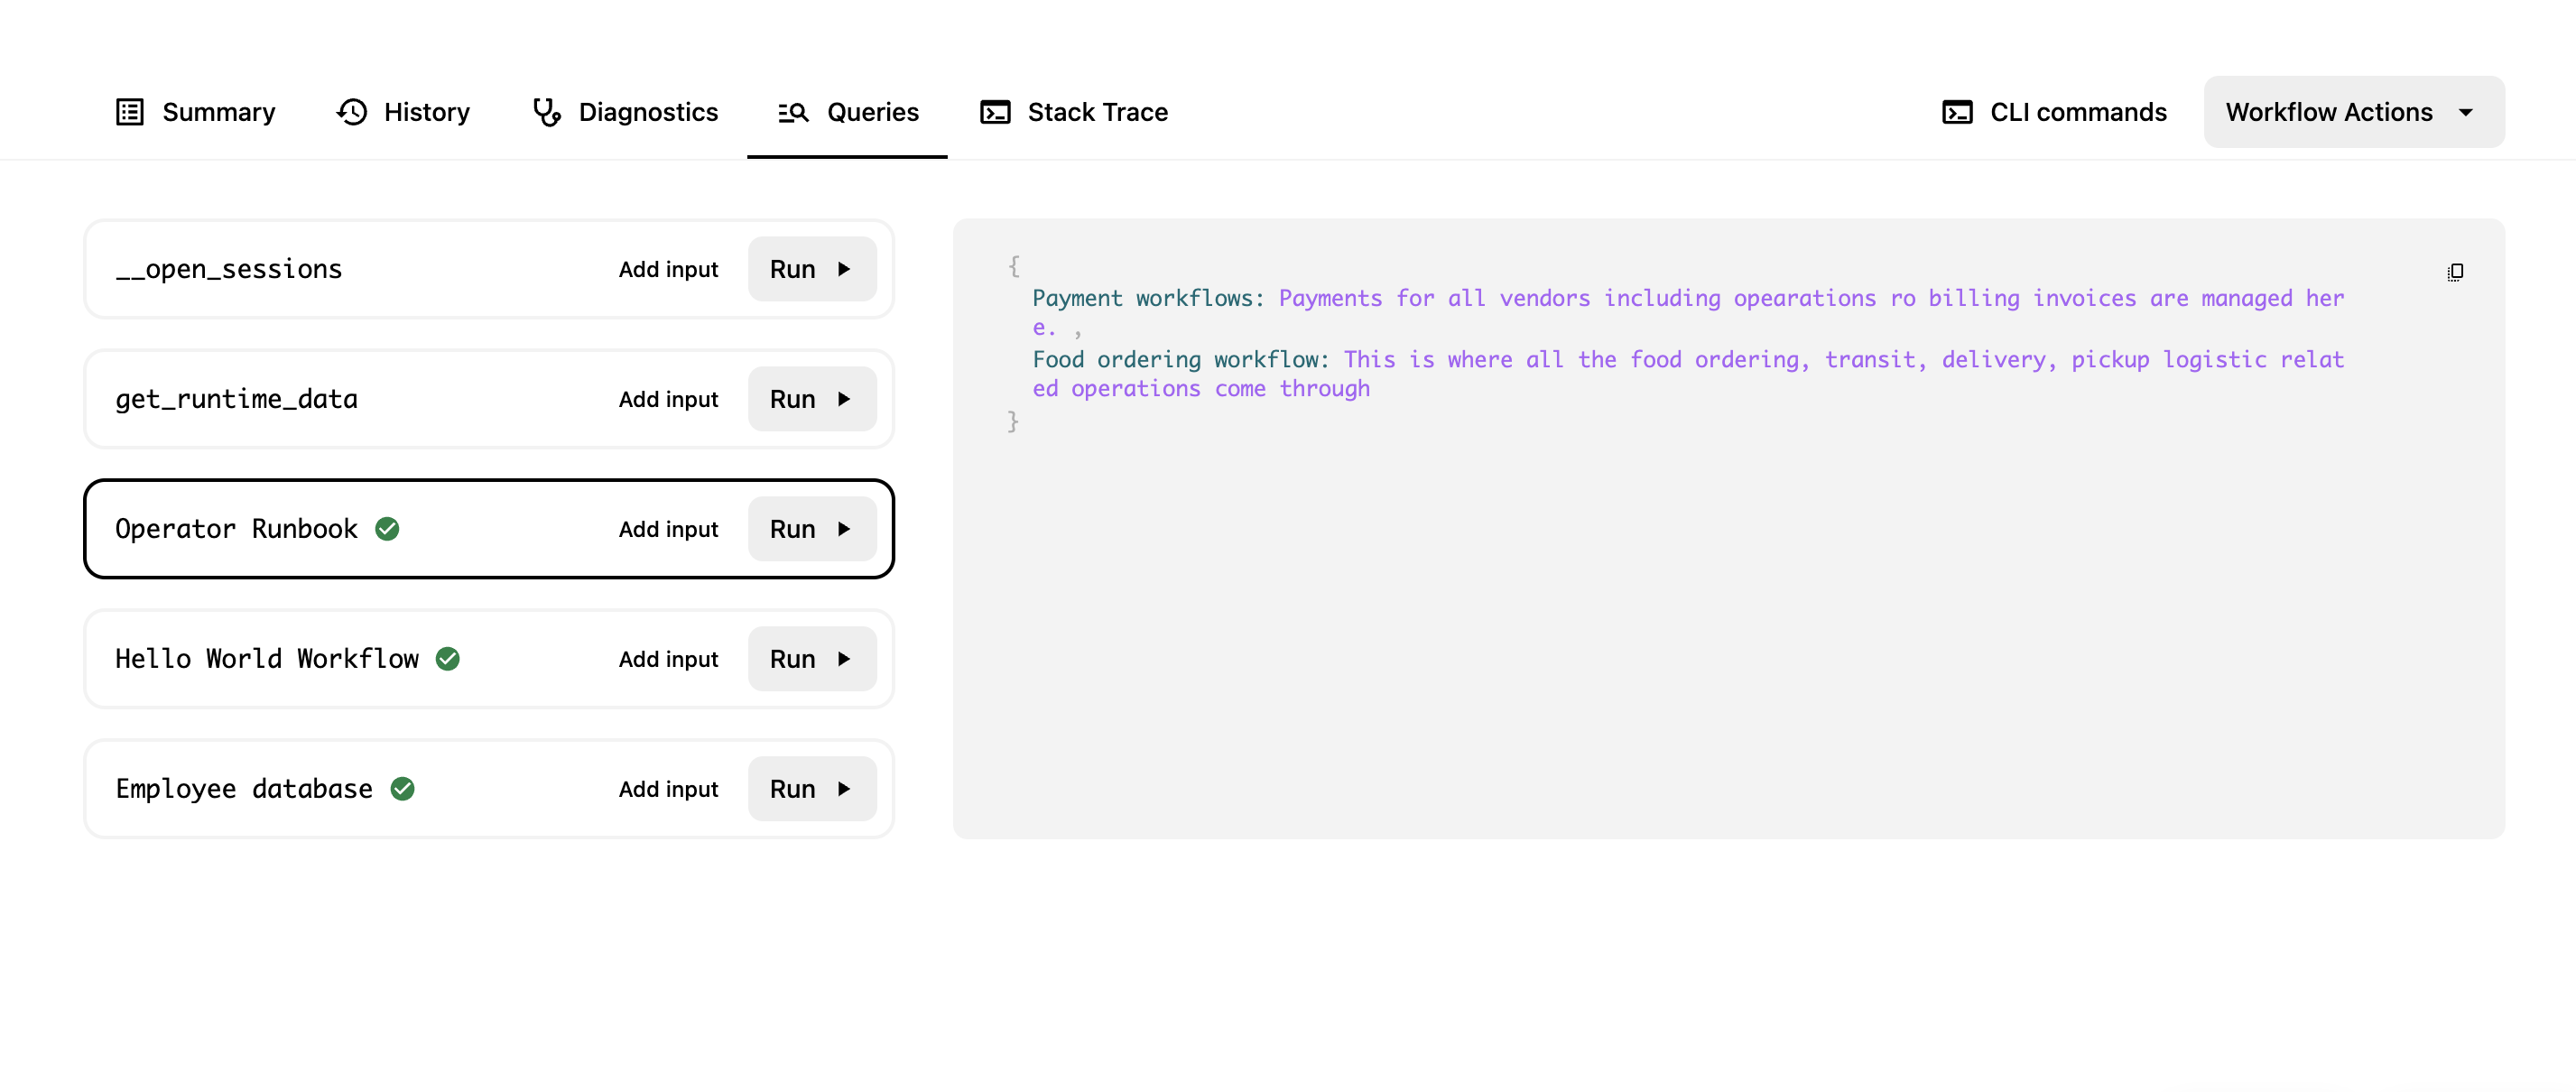 Summary History Diagnostics Queries Stack Trace CLI commands Workflow Actions
__open_sessions Add input Run
get_runtime_data Add input Run
Operator Runbook Add input Run
Hello World Workflow Add input Run
Employee database Add input Run
{
Payment workflows: Payments for all vendors including opearations ro billing invoices are managed her
e. ,
Food ordering workflow: This is where all the food ordering, transit, delivery, pickup logistic relat
ed operations come through
}